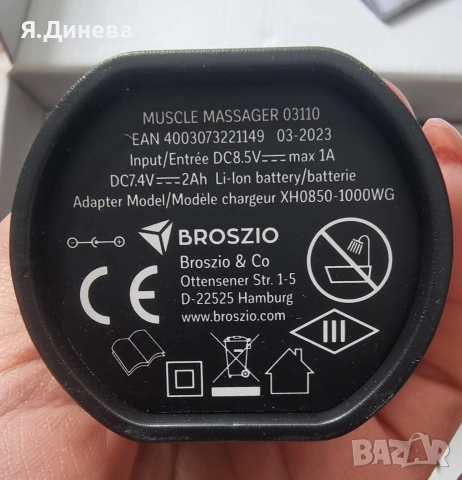 Я.Динева
MUSCLE MASSAGER 03110
EAN 4003073221149 03-2023
Input/Entrée DC8.5V⎓max 1A
DC7.4V⎓2Ah Li-Ion battery/batterie
Adapter Model/Modèle chargeur XH0850-1000WG
BROSZIO
Broszio & Co
Ottensener Str. 1-5
D-22525 Hamburg
www.broszio.com
CE
III
BAZAR